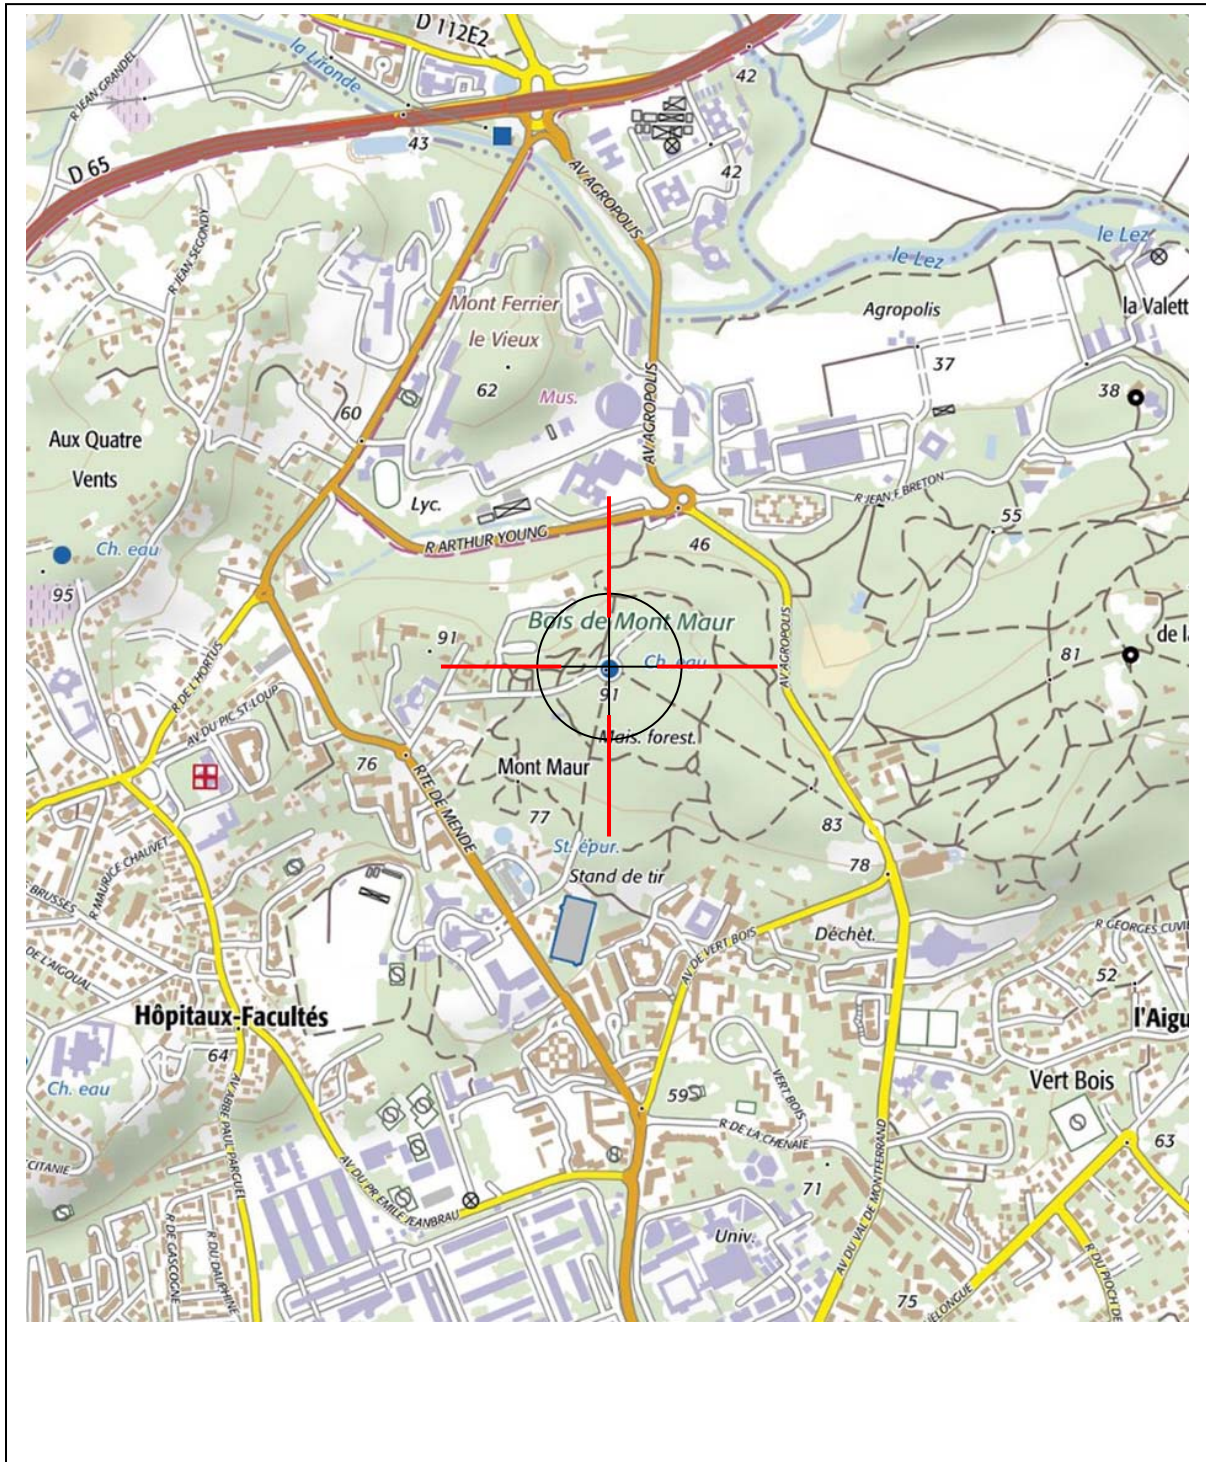 D 112E2
la Lironde
R JEAN GRANDEL
42
43
D 65
AV AGROPOLIS
42
R JEAN SEGONDY
le Lez
le Lez
Mont Ferrier
le Vieux
Agropolis
la Valett
37
62
Mus.
38
60
AV AGROPOLIS
Aux Quatre
Vents
Lyc.
R JEAN F BRETON
55
R ARTHUR YOUNG
46
Ch. eau
95
Bois de Mont Maur
AV AGROPOLIS
91
Ch. eau
de la
81
91
R DE L'HORTUS
AV DU PIC ST-LOUP
Mais. forest.
76
Mont Maur
RTE DE MENDE
77
83
St. épur.
78
R MAURICE CHAUVET
Stand de tir
BRUSSES
AV DE VERT BOIS
Déchèt.
R GEORGES CUVIE
DE L'AIGOUAL
52
Hôpitaux-Facultés
l'Aigu
64
Ch. eau
Vert Bois
59
VERT BOIS
AV ABBE PAUL PARGUEL
R DE LA CHENAIE
63
CITANIE
AV DU PR EMILE JEANBRAU
71
AV DU VAL DE MONTFERRAND
R DE GASCOGNE
R DU DAUPHINE
Univ.
R DU PIOCH DE
75
ELONGUE